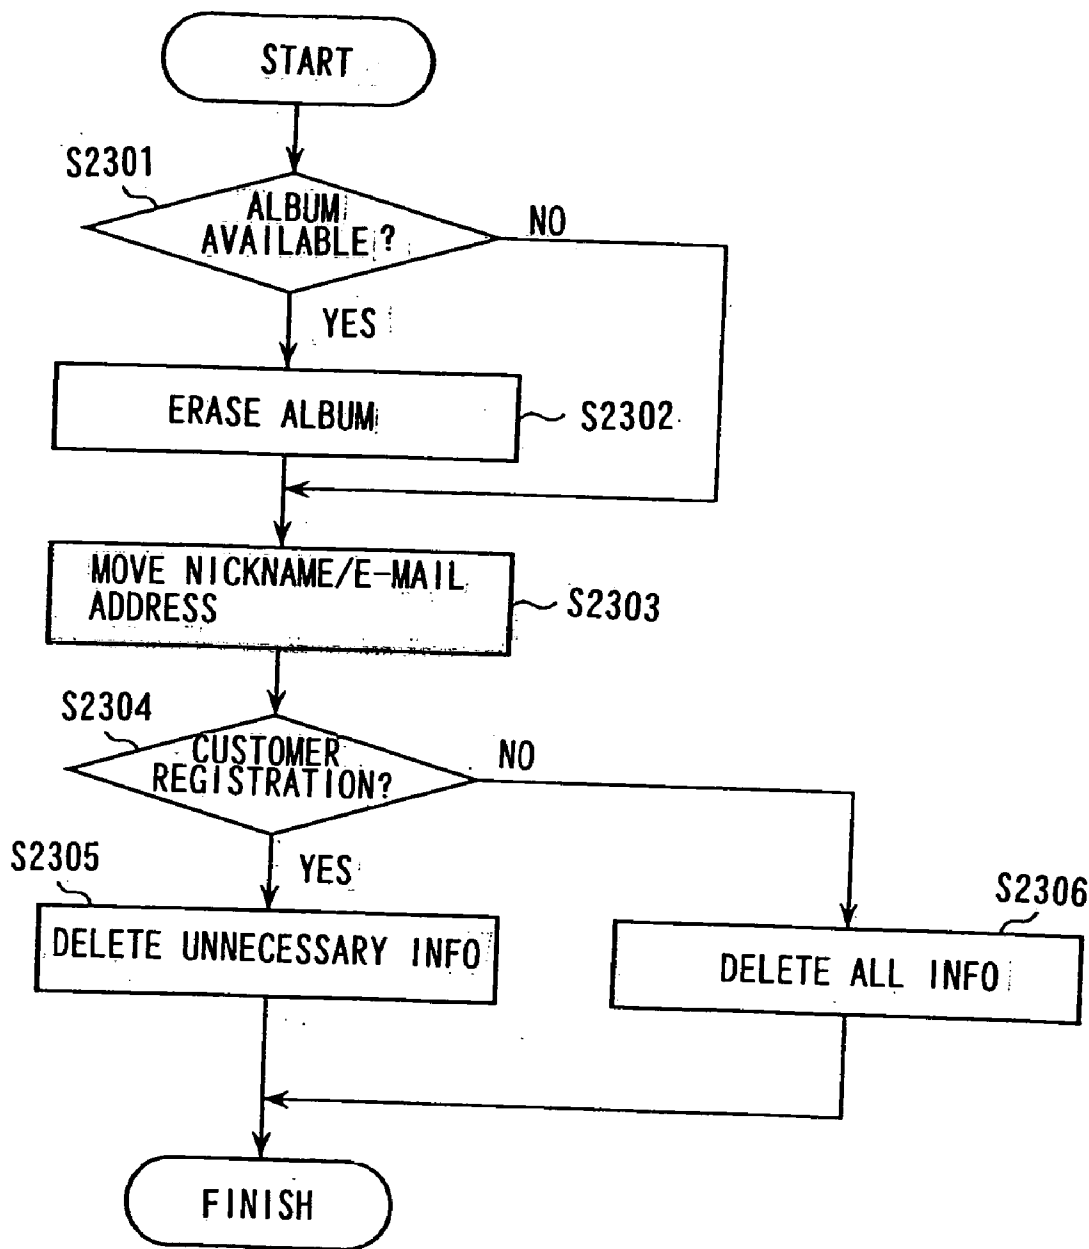 START
S2301
ALBUM
AVAILABLE?
NO
YES
ERASE ALBUM
S2302
MOVE NICKNAME/E-MAIL
ADDRESS
S2303
S2304
CUSTOMER
REGISTRATION?
NO
S2305
YES
S2306
DELETE UNNECESSARY INFO
DELETE ALL INFO
FINISH